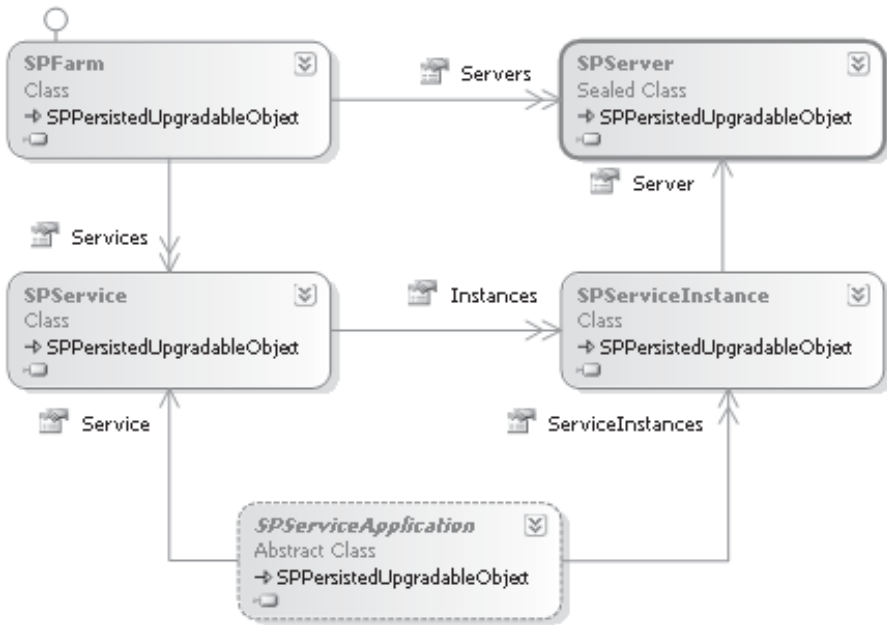 SPFarm
Class
SPPersistedUpgradableObject
Servers
SPServer
Sealed Class
SPPersistedUpgradableObject
Services
Server
SPService
Class
SPPersistedUpgradableObject
Instances
SPServiceInstance
Class
SPPersistedUpgradableObject
Service
ServiceInstances
SPServiceApplication
Abstract Class
SPPersistedUpgradableObject